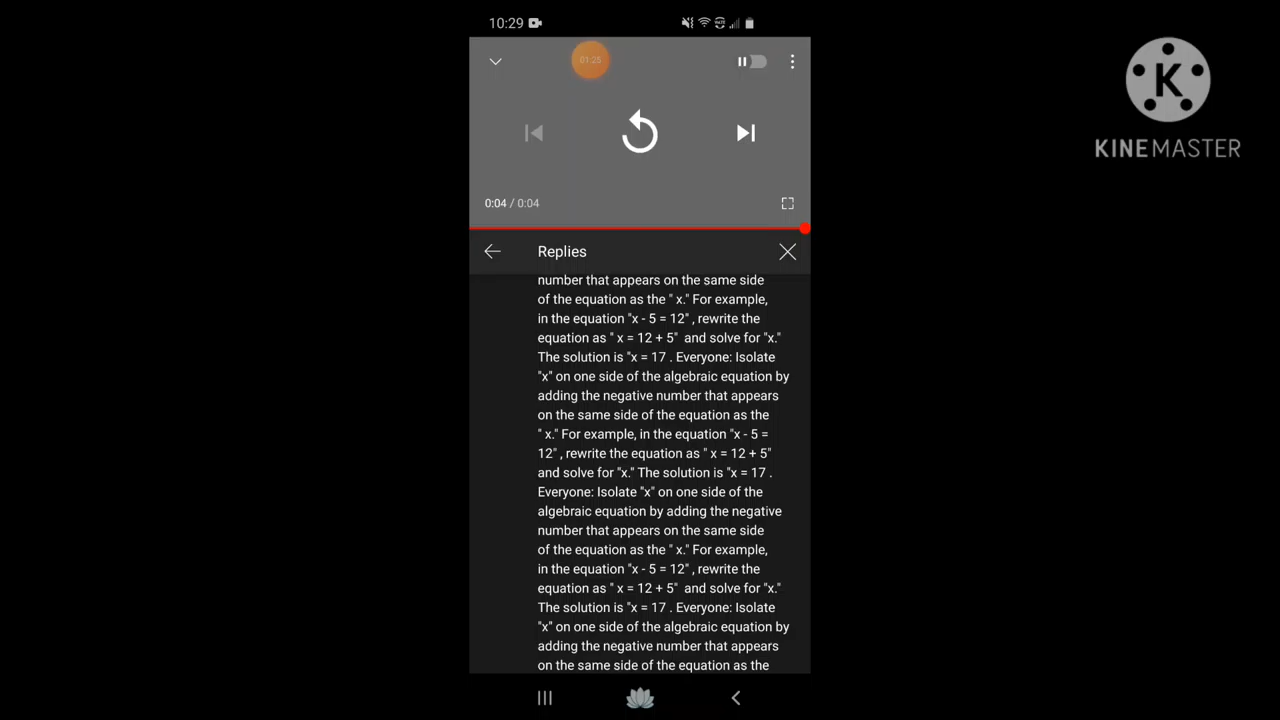 10:29
01:25
0:04 / 0:04
Replies
number that appears on the same side
of the equation as the " x." For example,
in the equation "x - 5 = 12" , rewrite the
equation as " x = 12 + 5"  and solve for "x."
The solution is "x = 17 . Everyone: Isolate
"x" on one side of the algebraic equation by
adding the negative number that appears
on the same side of the equation as the
" x." For example, in the equation "x - 5 =
12" , rewrite the equation as " x = 12 + 5"
and solve for "x." The solution is "x = 17 .
Everyone: Isolate "x" on one side of the
algebraic equation by adding the negative
number that appears on the same side
of the equation as the " x." For example,
in the equation "x - 5 = 12" , rewrite the
equation as " x = 12 + 5"  and solve for "x."
The solution is "x = 17 . Everyone: Isolate
"x" on one side of the algebraic equation by
adding the negative number that appears
on the same side of the equation as the
K
KINEMASTER